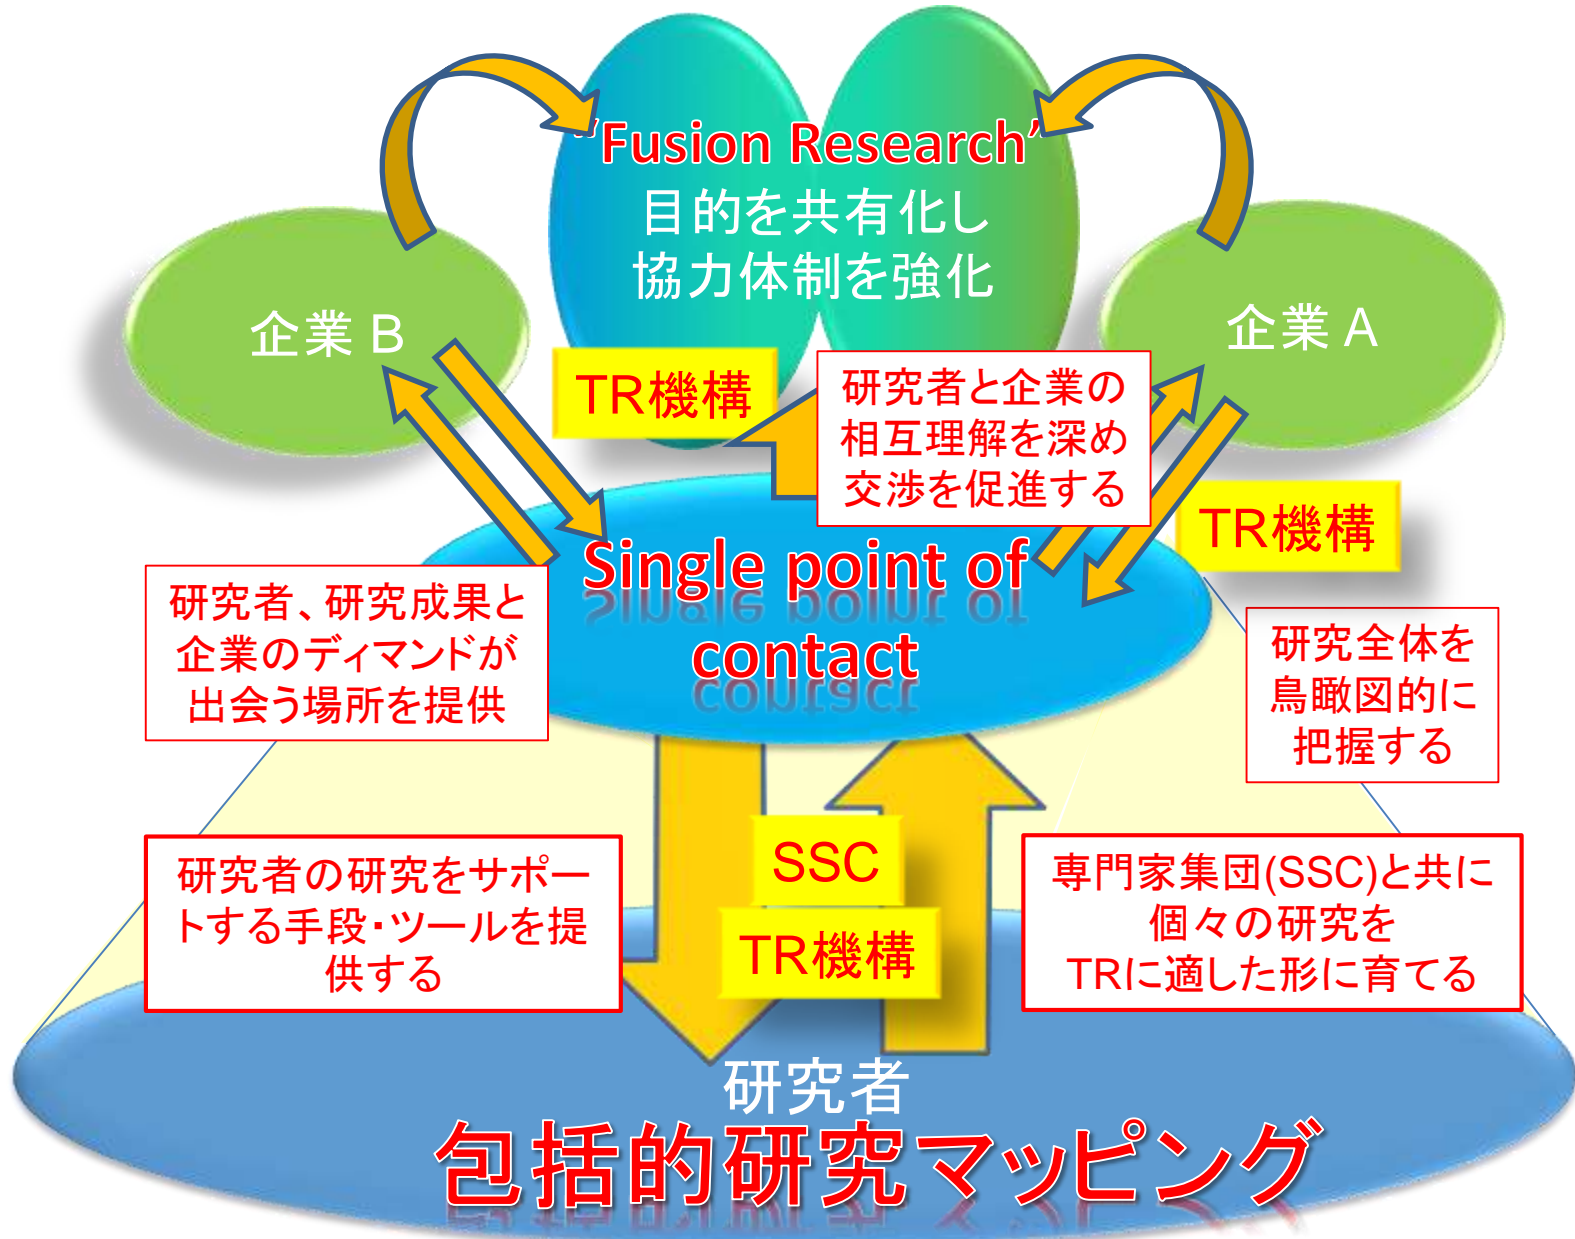 “Fusion Research”
目的を共有化し
協力体制を強化
企業 B
企業 A
TR機構
研究者と企業の
相互理解を深め
交渉を促進する
TR機構
Single point of
contact
研究者、研究成果と
企業のディマンドが
出会う場所を提供
研究全体を
鳥瞰図的に
把握する
研究者の研究をサポー
トする手段・ツールを提
供する
SSC
TR機構
専門家集団(SSC)と共に
個々の研究を
TRに適した形に育てる
研究者
包括的研究マッピング